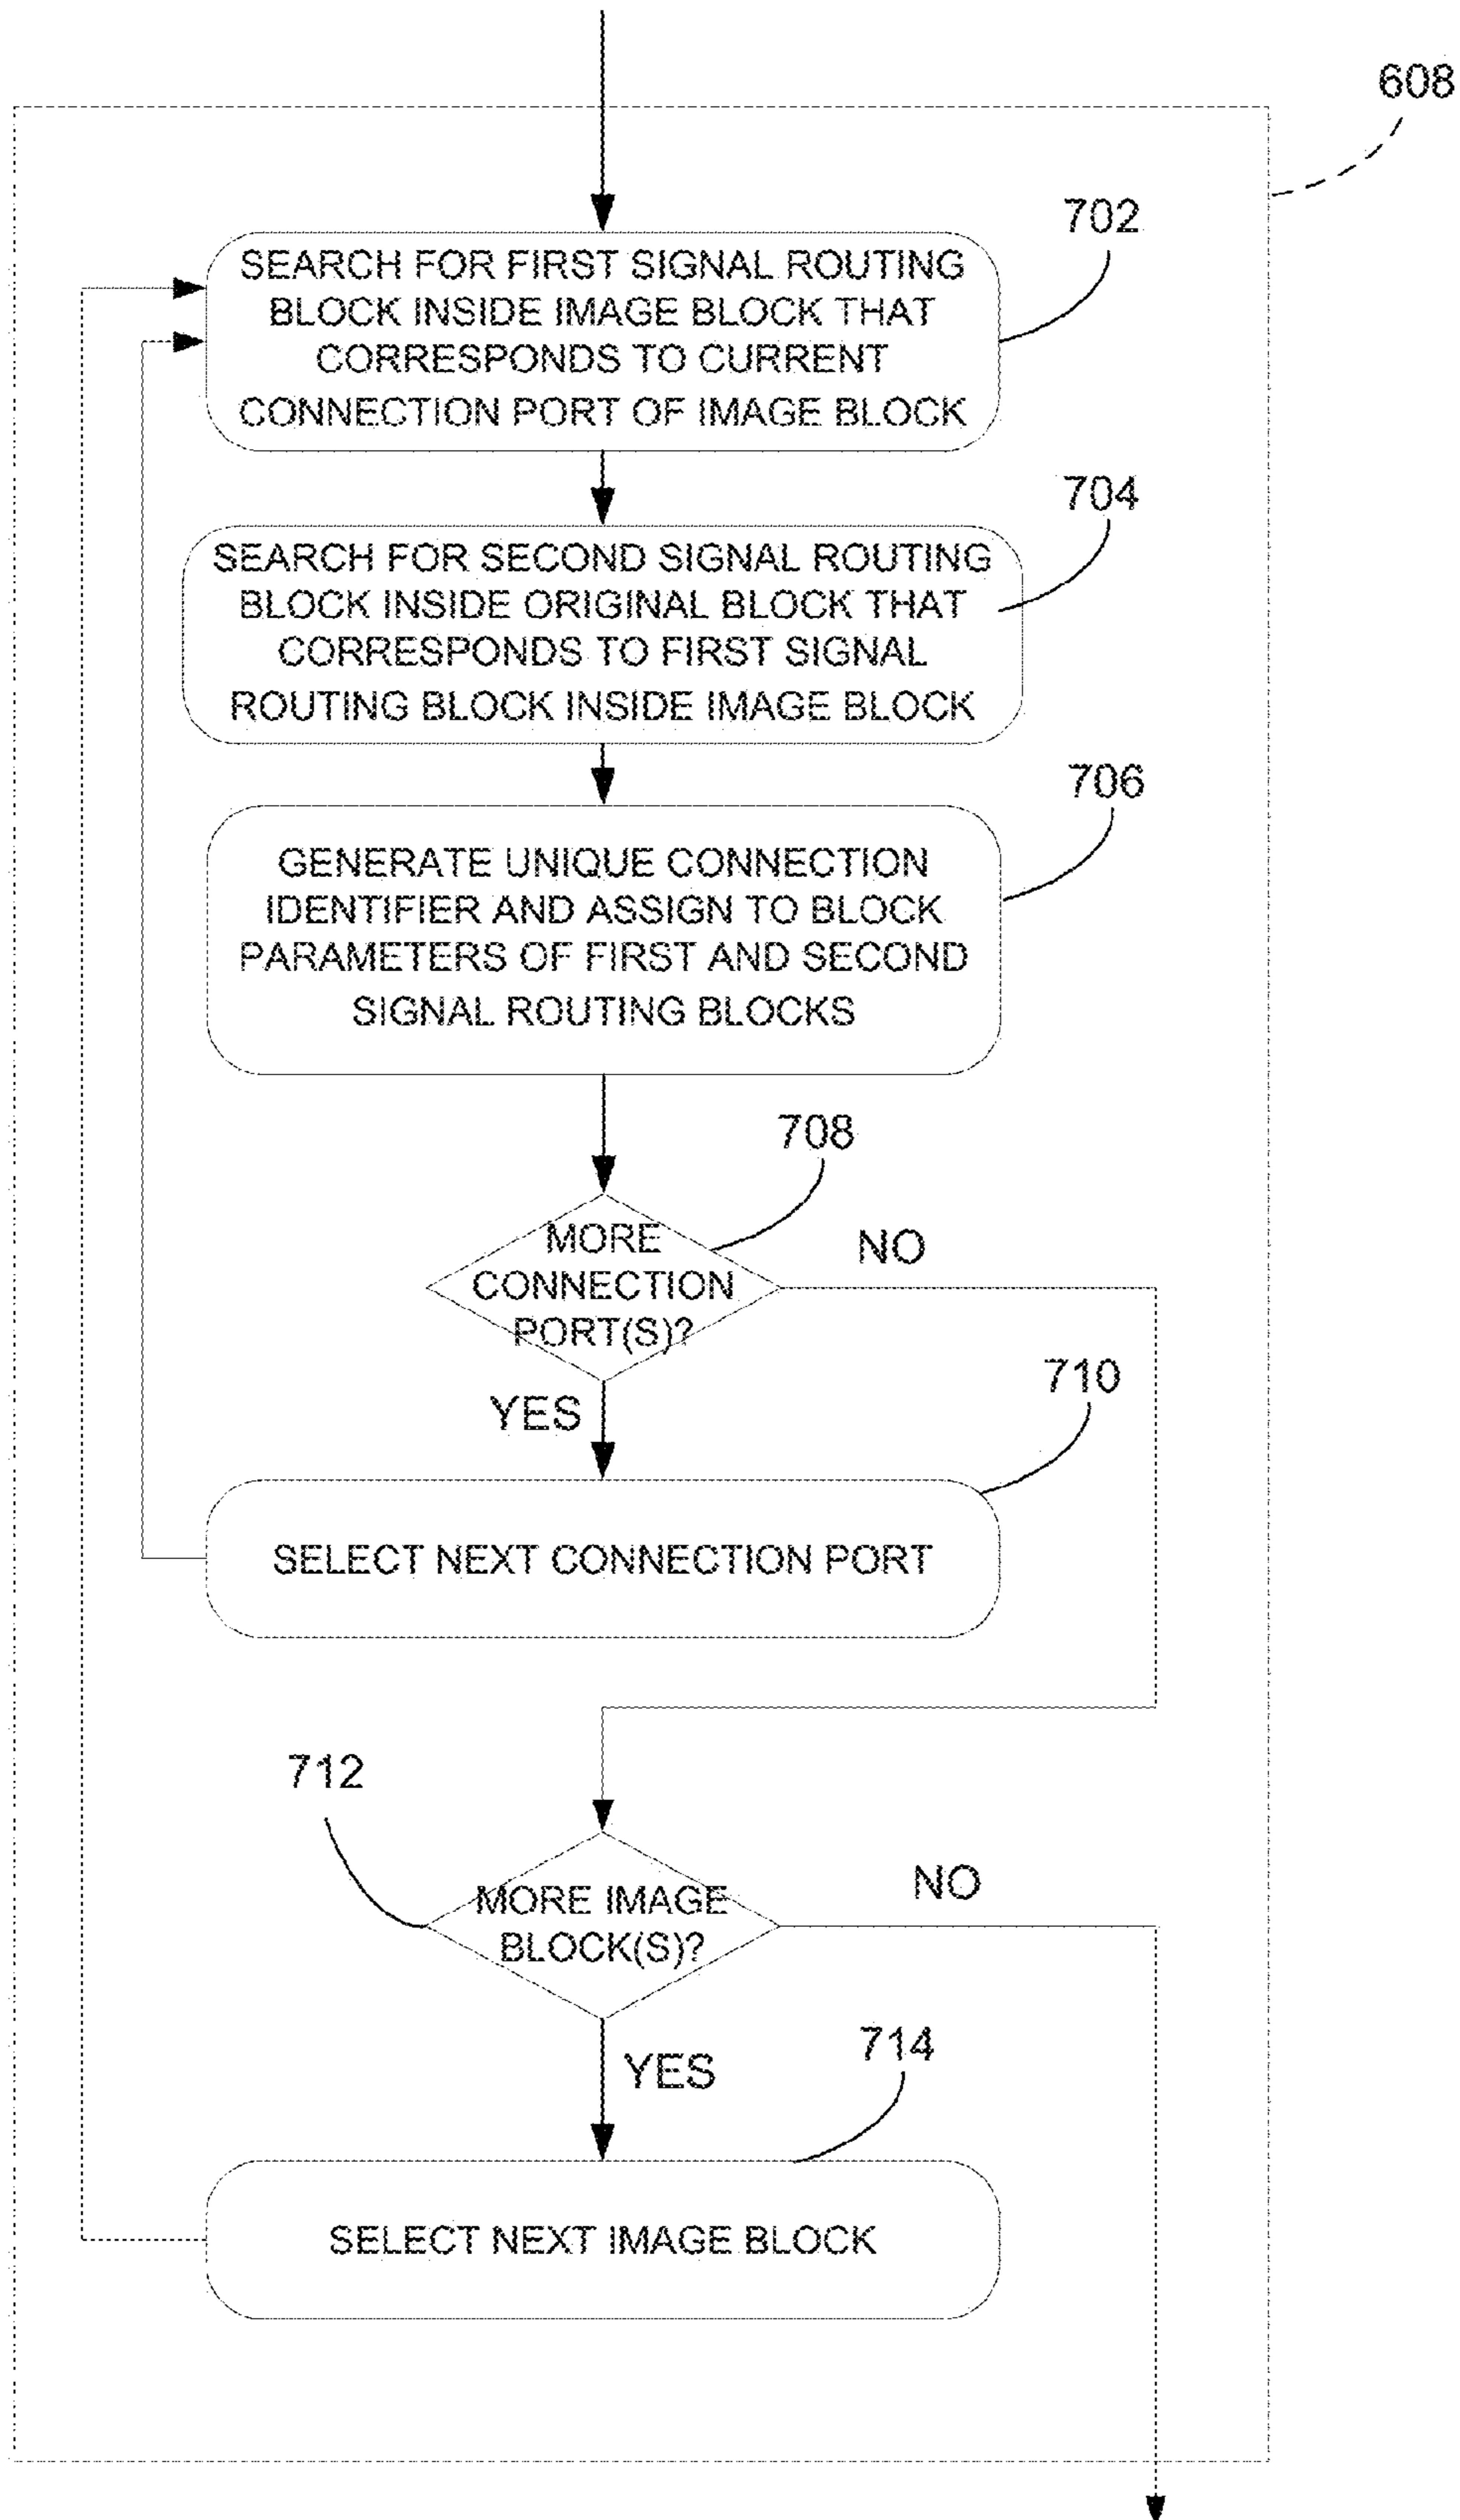 608
702
SEARCH FOR FIRST SIGNAL ROUTING
BLOCK INSIDE IMAGE BLOCK THAT
CORRESPONDS TO CURRENT
CONNECTION PORT OF IMAGE BLOCK
704
SEARCH FOR SECOND SIGNAL ROUTING
BLOCK INSIDE ORIGINAL BLOCK THAT
CORRESPONDS TO FIRST SIGNAL
ROUTING BLOCK INSIDE IMAGE BLOCK
706
GENERATE UNIQUE CONNECTION
IDENTIFIER AND ASSIGN TO BLOCK
PARAMETERS OF FIRST AND SECOND
SIGNAL ROUTING BLOCKS
708
MORE
CONNECTION
PORT(S)?
NO
YES
710
SELECT NEXT CONNECTION PORT
712
MORE IMAGE
BLOCK(S)?
NO
YES
714
SELECT NEXT IMAGE BLOCK